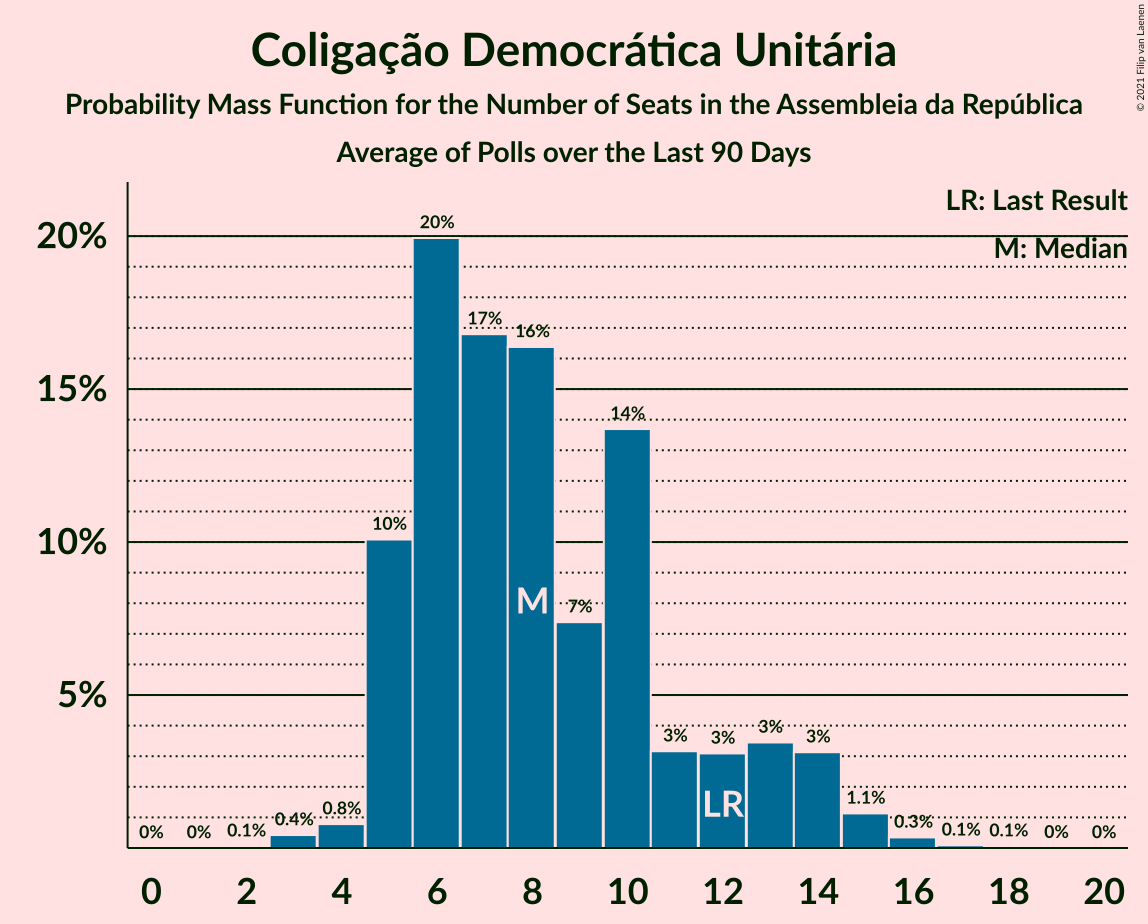 Coligação Democrática Unitária
Probability Mass Function for the Number of Seats in the Assembleia da República
Average of Polls over the Last 90 Days
© 2021 Filip van Laenen
LR: Last Result
M: Median
20%
15%
10%
5%
0% 0% 0.1% 0.4% 0.8% 10% 20% 17% 16% 7% 14% 3% 3% 3% 3% 1.1% 0.3% 0.1% 0.1% 0% 0%
M
LR
0 2 4 6 8 10 12 14 16 18 20